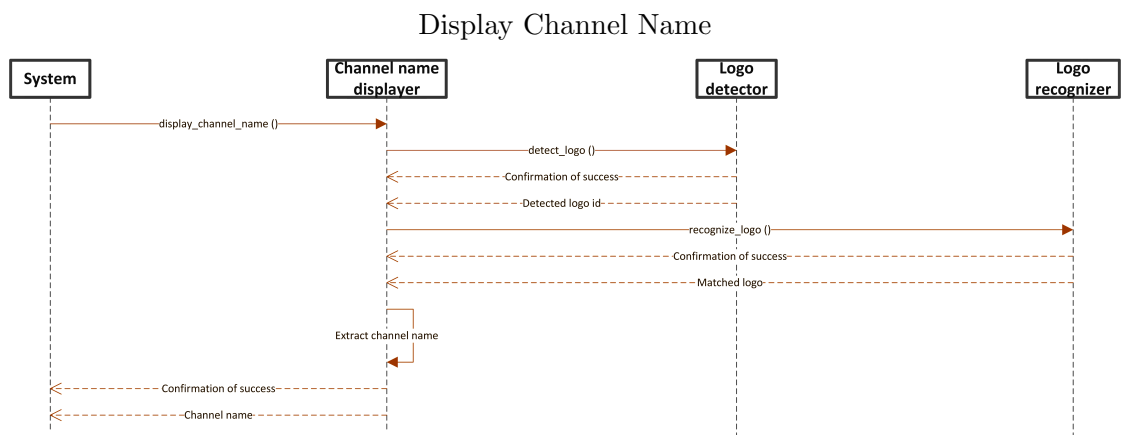 Display Channel Name
System
Channel name
displayer
Logo
detector
Logo
recognizer
display_channel_name ()
detect_logo ()
Confirmation of success
Detected logo id
recognize_logo ()
Confirmation of success
Matched logo
Extract channel name
Confirmation of success
Channel name